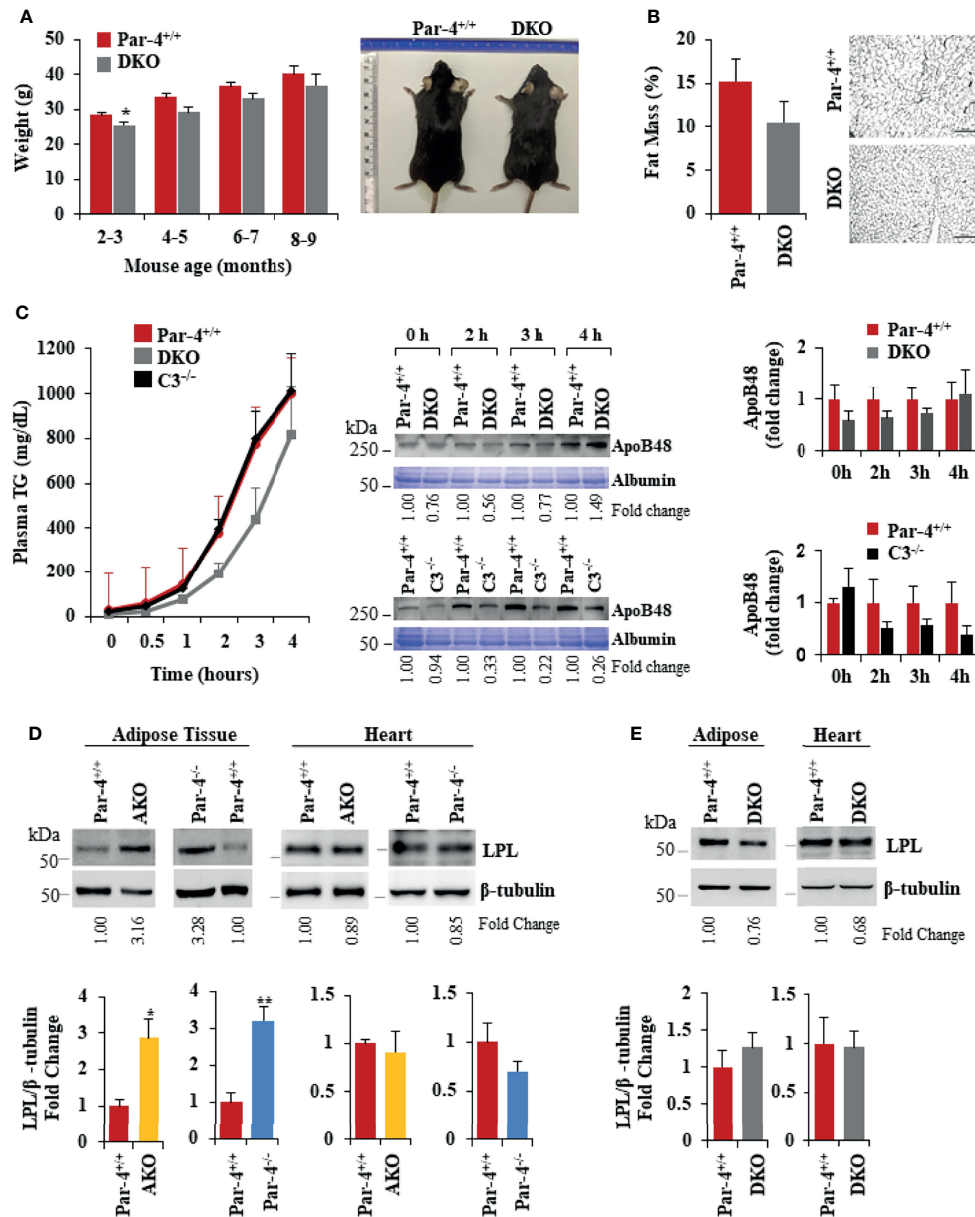 A
Par-4+/+
DKO
Weight (g)
50
40
30
20
10
0
*
2-3
4-5
6-7
8-9
Mouse age (months)
Par-4+/+
DKO
B
Fat Mass (%)
20
15
10
5
0
Par-4+/+
DKO
Par-4+/+
DKO
C
Par-4+/+
DKO
C3-/-
Plasma TG (mg/dL)
1200
1000
800
600
400
200
0
0 0.5 1 2 3 4
Time (hours)
0 h 2 h 3 h 4 h
Par-4+/+ DKO Par-4+/+ DKO Par-4+/+ DKO Par-4+/+ DKO
kDa
250 ApoB48
50 Albumin
1.00 0.76 1.00 0.56 1.00 0.77 1.00 1.49
Fold change
Par-4+/+ C3-/- Par-4+/+ C3-/- Par-4+/+ C3-/- Par-4+/+ C3-/-
250 ApoB48
50 Albumin
1.00 0.94 1.00 0.33 1.00 0.22 1.00 0.26
Fold change
Par-4+/+
DKO
ApoB48
(fold change)
2
1
0
0h 2h 3h 4h
Par-4+/+
C3-/-
ApoB48
(fold change)
2
1
0
0h 2h 3h 4h
D
Adipose Tissue
Heart
Par-4+/+ AKO Par-4-/- Par-4+/+ Par-4+/+ AKO Par-4+/+ Par-4-/-
kDa
50
LPL
β-tubulin
1.00 3.16 3.28 1.00 1.00 0.89 1.00 0.85
Fold Change
LPL/β -tubulin
Fold Change
4
3
2
1
0
*
Par-4+/+
AKO
4
3
2
1
0
**
Par-4+/+
Par-4-/-
1.5
1
0.5
0
Par-4+/+
AKO
1.5
1
0.5
0
Par-4+/+
Par-4-/-
E
Adipose
Heart
Par-4+/+ DKO Par-4+/+ DKO
kDa
50
LPL
β-tubulin
1.00 0.76 1.00 0.68
Fold Change
LPL/β -tubulin
Fold Change
2
1.5
1
0.5
0
Par-4+/+
DKO
1.5
1
0.5
0
Par-4+/+
DKO